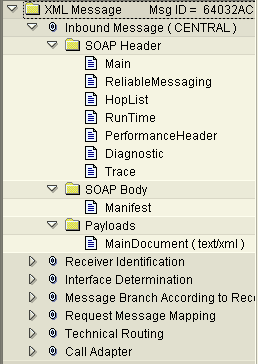 XML Message Msg ID = 64032AC
Inbound Message ( CENTRAL )
SOAP Header
Main
ReliableMessaging
HopList
RunTime
PerformanceHeader
Diagnostic
Trace
SOAP Body
Manifest
Payloads
MainDocument ( text/xml )
Receiver Identification
Interface Determination
Message Branch According to Rec
Request Message Mapping
Technical Routing
Call Adapter